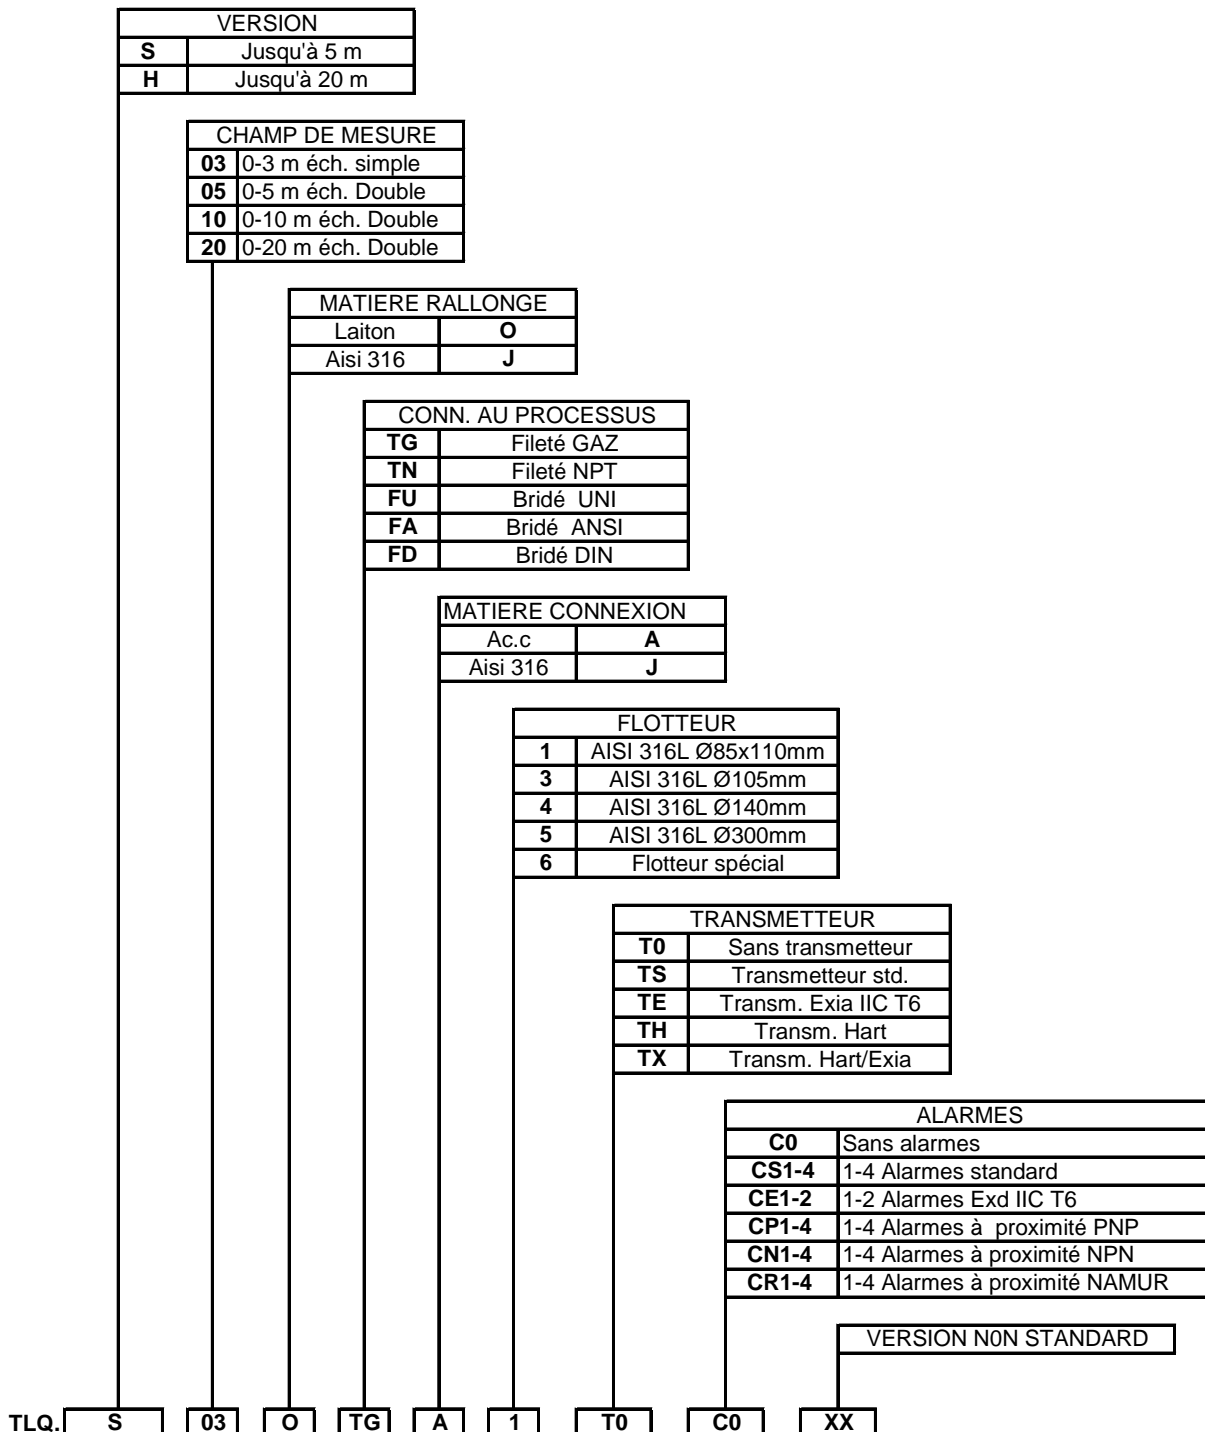 VERSION
S Jusqu'à 5 m
H Jusqu'à 20 m
CHAMP DE MESURE
03 0-3 m éch. simple
05 0-5 m éch. Double
10 0-10 m éch. Double
20 0-20 m éch. Double
MATIERE RALLONGE
Laiton O
Aisi 316 J
CONN. AU PROCESSUS
TG Fileté GAZ
TN Fileté NPT
FU Bridé UNI
FA Bridé ANSI
FD Bridé DIN
MATIERE CONNEXION
Ac.c A
Aisi 316 J
FLOTTEUR
1 AISI 316L Ø85x110mm
3 AISI 316L Ø105mm
4 AISI 316L Ø140mm
5 AISI 316L Ø300mm
6 Flotteur spécial
TRANSMETTEUR
T0 Sans transmetteur
TS Transmetteur std.
TE Transm. Exia IIC T6
TH Transm. Hart
TX Transm. Hart/Exia
ALARMES
C0 Sans alarmes
CS1-4 1-4 Alarmes standard
CE1-2 1-2 Alarmes Exd IIC T6
CP1-4 1-4 Alarmes à proximité PNP
CN1-4 1-4 Alarmes à proximité NPN
CR1-4 1-4 Alarmes à proximité NAMUR
VERSION N0N STANDARD
TLQ. S 03 O TG A 1 T0 C0 XX